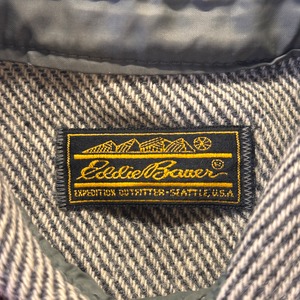 Eddie Bauer
EXPEDITION OUTFITTER-SEATTLE, U.S.A.